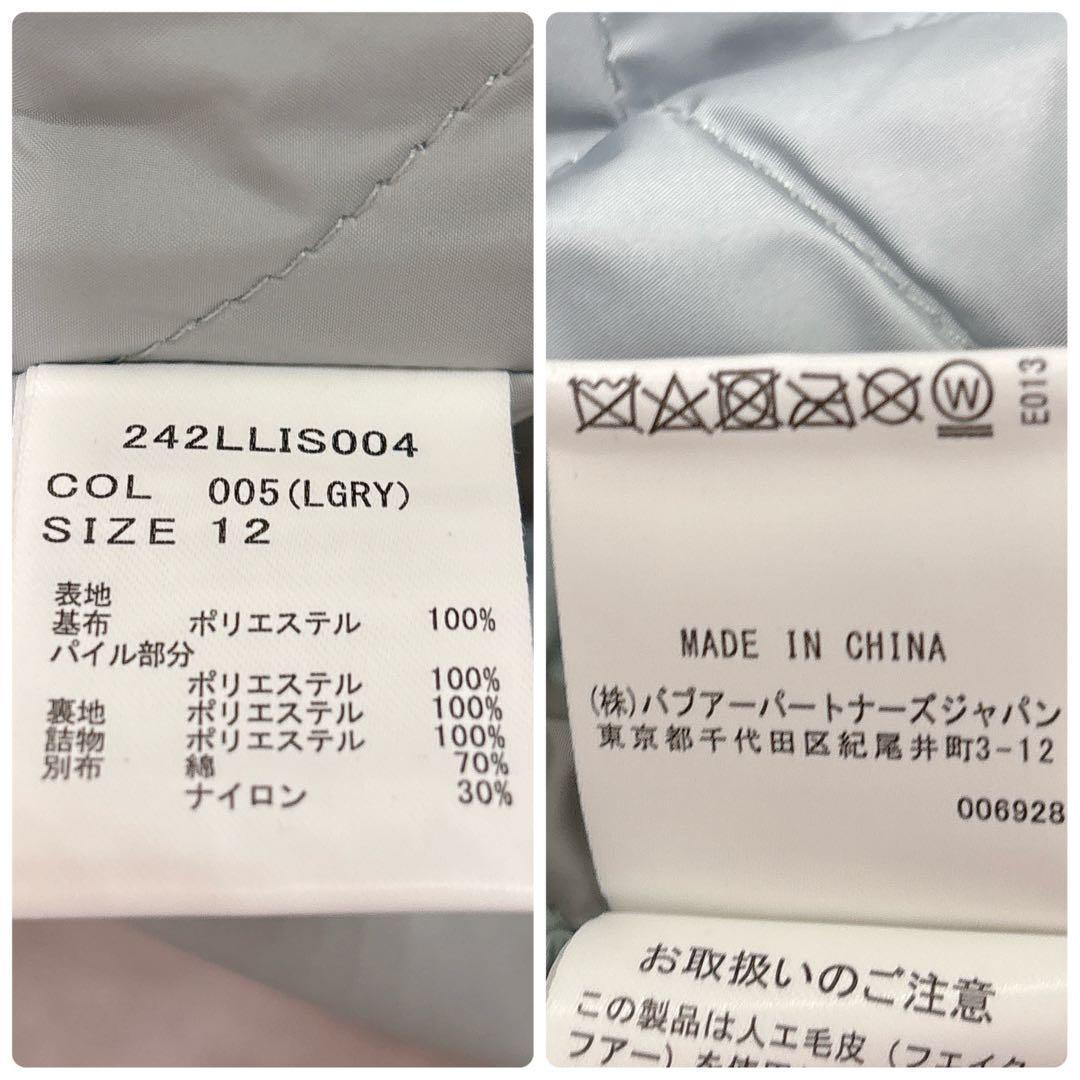 242LLIS004
COL 005(LGRY)
SIZE 12
表地
基布 ポリエステル 100%
パイル部分
ポリエステル 100%
裏地 ポリエステル 100%
詰物 ポリエステル 100%
別布 綿 70%
ナイロン 30%
W
E013
MADE IN CHINA
(株)バブアーパートナーズジャパン
東京都千代田区紀尾井町3-12
006928
お取扱いのご注意
この製品は人工毛皮(フェイク
ファー)を使用